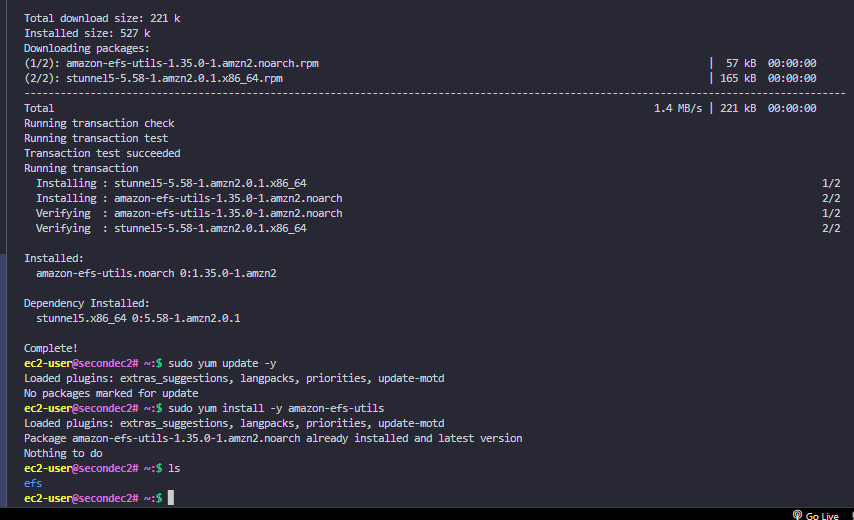 Total download size: 221 k
Installed size: 527 k
Downloading packages:
(1/2): amazon-efs-utils-1.35.0-1.amzn2.noarch.rpm | 57 kB 00:00:00
(2/2): stunnel5-5.58-1.amzn2.0.1.x86_64.rpm | 165 kB 00:00:00
--------------------------------------------------------------------------------
Total 1.4 MB/s | 221 kB 00:00:00
Running transaction check
Running transaction test
Transaction test succeeded
Running transaction
Installing : stunnel5-5.58-1.amzn2.0.1.x86_64 1/2
Installing : amazon-efs-utils-1.35.0-1.amzn2.noarch 2/2
Verifying : amazon-efs-utils-1.35.0-1.amzn2.noarch 1/2
Verifying : stunnel5-5.58-1.amzn2.0.1.x86_64 2/2
Installed:
amazon-efs-utils.noarch 0:1.35.0-1.amzn2
Dependency Installed:
stunnel5.x86_64 0:5.58-1.amzn2.0.1
Complete!
ec2-user@secondec2# ~:$ sudo yum update -y
Loaded plugins: extras_suggestions, langpacks, priorities, update-motd
No packages marked for update
ec2-user@secondec2# ~:$ sudo yum install -y amazon-efs-utils
Loaded plugins: extras_suggestions, langpacks, priorities, update-motd
Package amazon-efs-utils-1.35.0-1.amzn2.noarch already installed and latest version
Nothing to do
ec2-user@secondec2# ~:$ ls
efs
ec2-user@secondec2# ~:$
Go Live